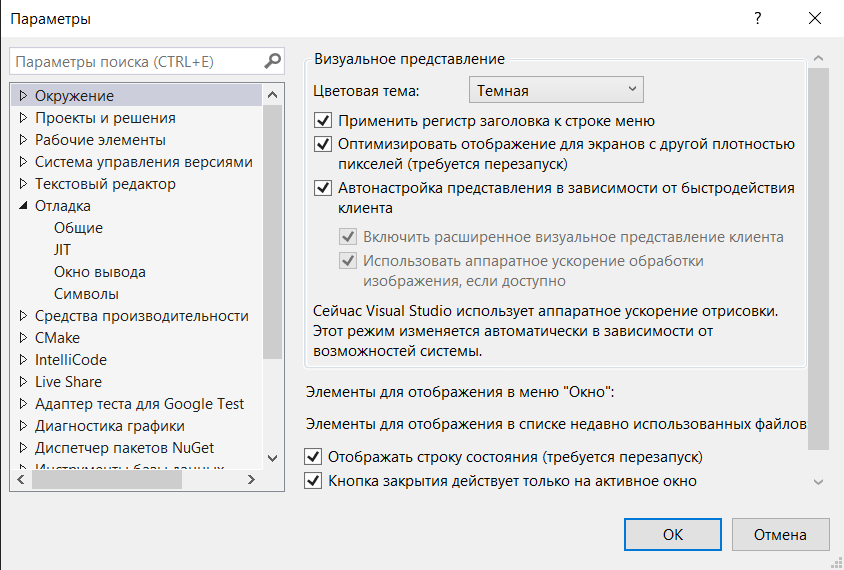 Параметры
?
Параметры поиска (CTRL+E)
Окружение
Проекты и решения
Рабочие элементы
Система управления версиями
Текстовый редактор
Отладка
Общие
JIT
Окно вывода
Символы
Средства производительности
CMake
IntelliCode
Live Share
Адаптер теста для Google Test
Диагностика графики
Диспетчер пакетов NuGet
Инструменты базы данных
Визуальное представление
Цветовая тема:
Темная
Применить регистр заголовка к строке меню
Оптимизировать отображение для экранов с другой плотностью
пикселей (требуется перезапуск)
Автонастройка представления в зависимости от быстродействия
клиента
Включить расширенное визуальное представление клиента
Использовать аппаратное ускорение обработки
изображения, если доступно
Сейчас Visual Studio использует аппаратное ускорение отрисовки.
Этот режим изменяется автоматически в зависимости от
возможностей системы.
Элементы для отображения в меню "Окно":
Элементы для отображения в списке недавно использованных файлов
Отображать строку состояния (требуется перезапуск)
Кнопка закрытия действует только на активное окно
OK
Отмена